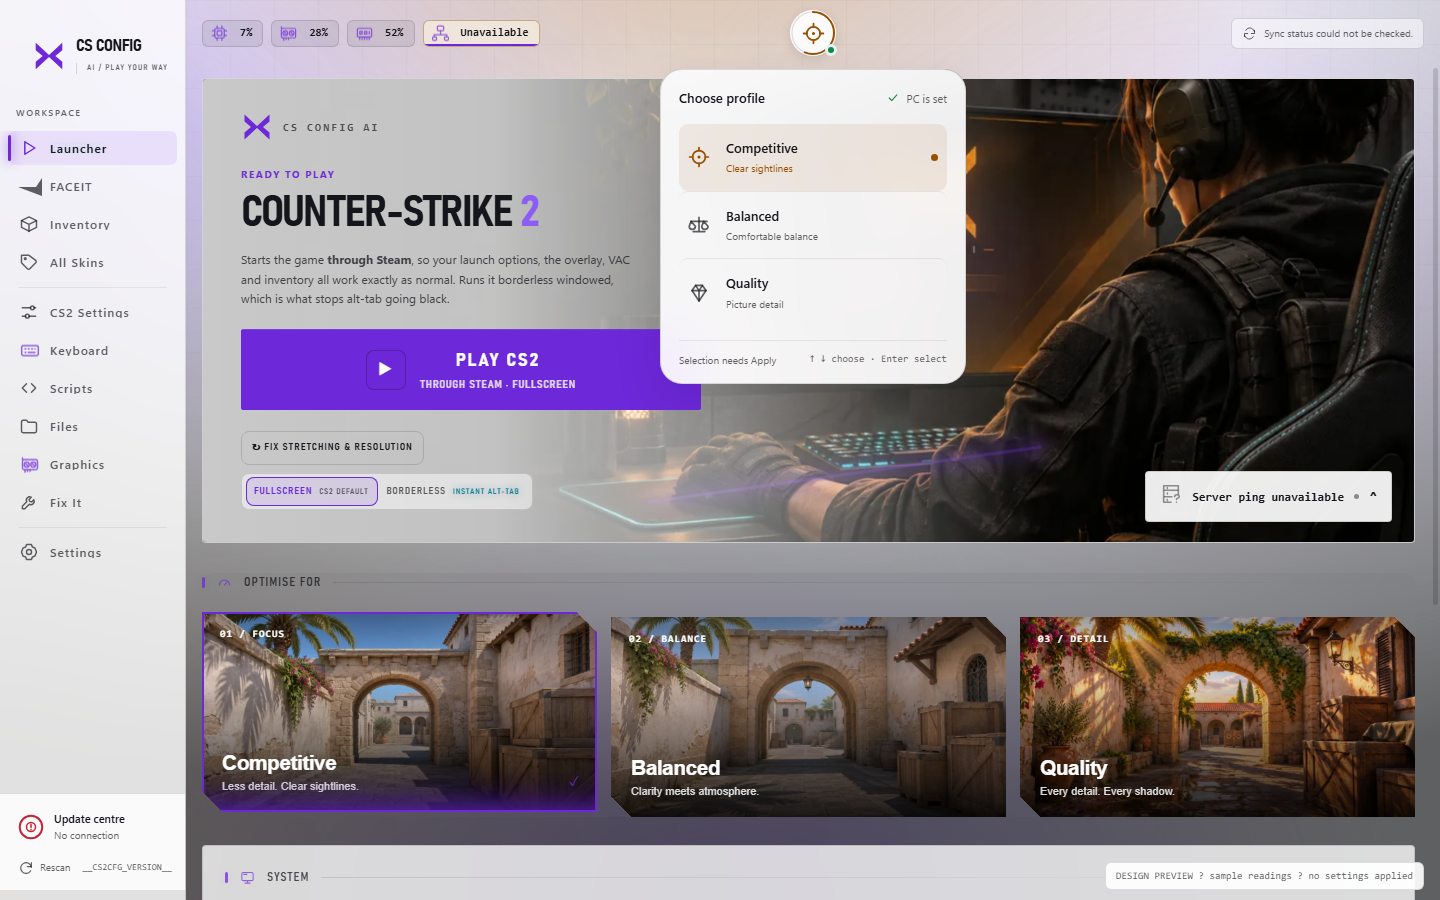 CS CONFIG
AI / PLAY YOUR WAY
WORKSPACE
Launcher
FACEIT
Inventory
All Skins
CS2 Settings
Keyboard
Scripts
Files
Graphics
Fix It
Settings
Update centre
No connection
Rescan __CS2CFG_VERSION__
7% 28% 52% Unavailable
Sync status could not be checked.
CS CONFIG AI
READY TO PLAY
COUNTER-STRIKE 2
Starts the game through Steam, so your launch options, the overlay, VAC
and inventory all work exactly as normal. Runs it borderless windowed,
which is what stops alt-tab going black.
PLAY CS2
THROUGH STEAM · FULLSCREEN
↻ FIX STRETCHING & RESOLUTION
FULLSCREEN CS2 DEFAULT BORDERLESS INSTANT ALT-TAB
Choose profile ✓ PC is set
Competitive
Clear sightlines
Balanced
Comfortable balance
Quality
Picture detail
Selection needs Apply ↑ ↓ choose · Enter select
Server ping unavailable
OPTIMISE FOR
01 / FOCUS
Competitive
Less detail. Clear sightlines.
02 / BALANCE
Balanced
Clarity meets atmosphere.
03 / DETAIL
Quality
Every detail. Every shadow.
SYSTEM
DESIGN PREVIEW ? sample readings ? no settings applied